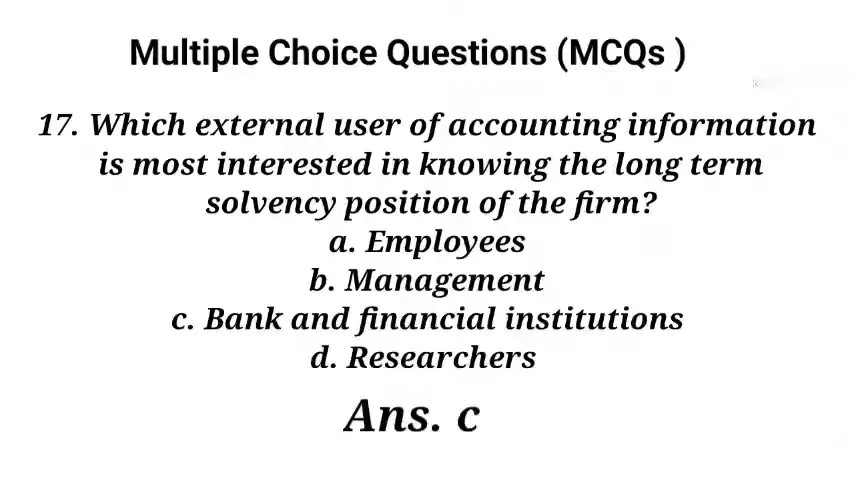 Multiple Choice Questions (MCQs )
17. Which external user of accounting information
is most interested in knowing the long term
solvency position of the firm?
a. Employees
b. Management
c. Bank and financial institutions
d. Researchers
Ans. c